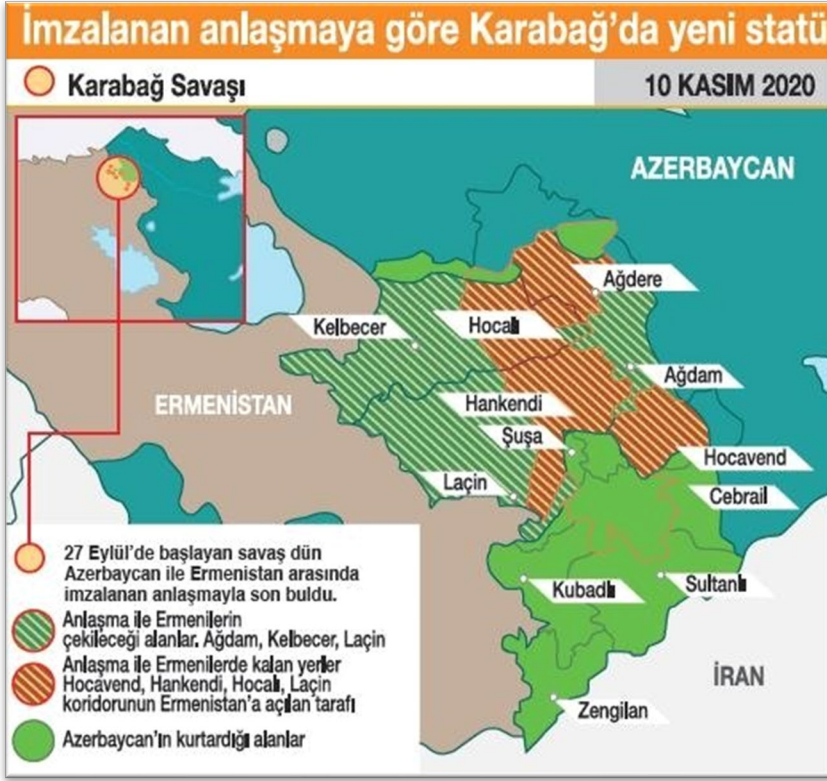 İmzalanan anlaşmaya göre Karabağ'da yeni statü
Karabağ Savaşı
10 KASIM 2020
AZERBAYCAN
Ağdere
Kelbecer
Hocalı
Ağdam
ERMENİSTAN
Hankendi
Şuşa
Hocavend
Laçin
Cebrail
27 Eylül'de başlayan savaş dün
Azerbaycan ile Ermenistan arasında
imzalanan anlaşmayla son buldu.
Kubadlı
Sultanlı
Anlaşma ile Ermenilerin
çekileceği alanlar. Ağdam, Kelbecer, Laçin
Anlaşma ile Ermenilerde kalan yerler
Hocavend, Hankendi, Hocalı, Laçin
koridorunun Ermenistan'a açılan tarafı
İRAN
Zengilan
Azerbaycan'ın kurtardığı alanlar